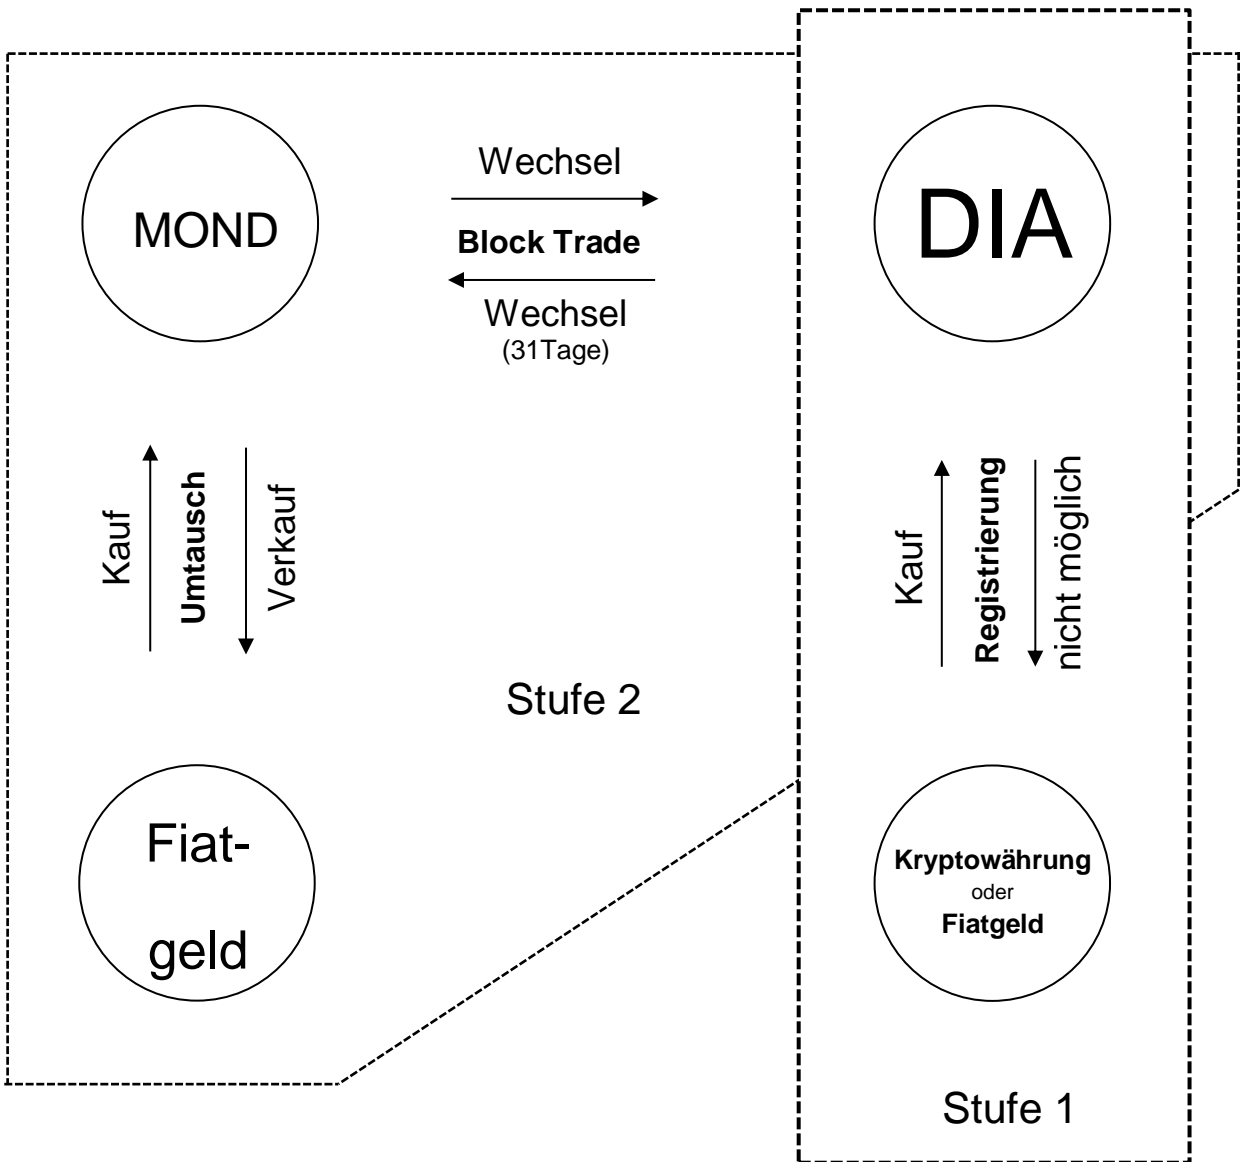 MOND
Wechsel
Block Trade
Wechsel
(31Tage)
DIA
Kauf
Umtausch
Verkauf
Kauf
Registrierung
nicht möglich
Stufe 2
Fiat-
geld
Kryptowährung
oder
Fiatgeld
Stufe 1